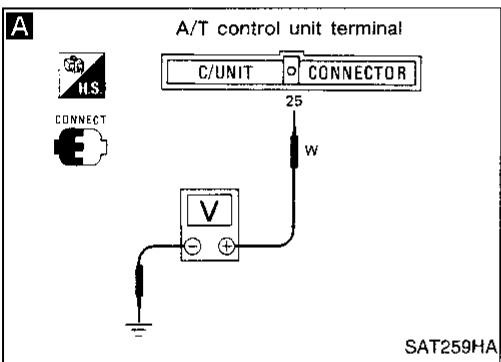 A
A/T control unit terminal
C/UNIT CONNECTOR
H.S.
25
CONNECT
W
V
SAT259HA